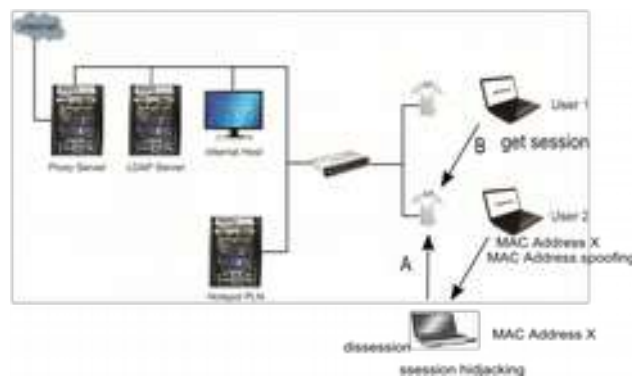 Internet
Proxy Server
LDAP Server
Internal Host
Hotspot PLN
User 1
B get session
User 2
MAC Address X
MAC Address spoofing
A
dissession
MAC Address X
ssession hidjacking